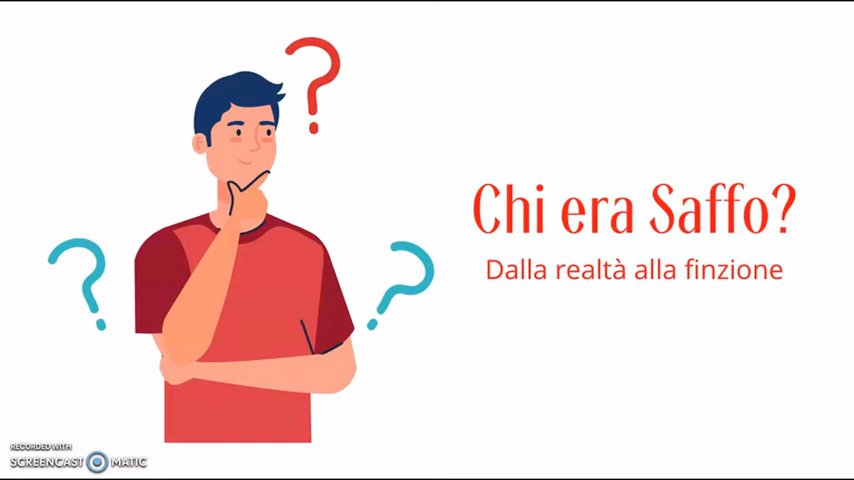 Chi era Saffo?
Dalla realtà alla finzione
RECORDED WITH
SCREENCAST MATIC